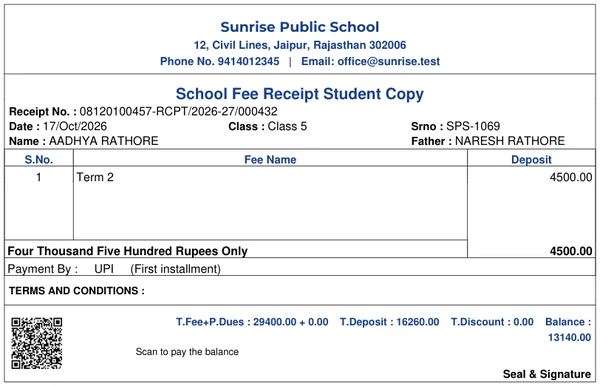 Sunrise Public School
12, Civil Lines, Jaipur, Rajasthan 302006
Phone No. 9414012345 | Email: office@sunrise.test
School Fee Receipt Student Copy
Receipt No. : 08120100457-RCPT/2026-27/000432
Date : 17/Oct/2026 Class : Class 5 Srno : SPS-1069
Name : AADHYA RATHORE Father : NARESH RATHORE
S.No. Fee Name Deposit
1 Term 2 4500.00
Four Thousand Five Hundred Rupees Only 4500.00
Payment By : UPI (First installment)
TERMS AND CONDITIONS :
T.Fee+P.Dues : 29400.00 + 0.00 T.Deposit : 16260.00 T.Discount : 0.00 Balance :
13140.00
Scan to pay the balance
Seal & Signature